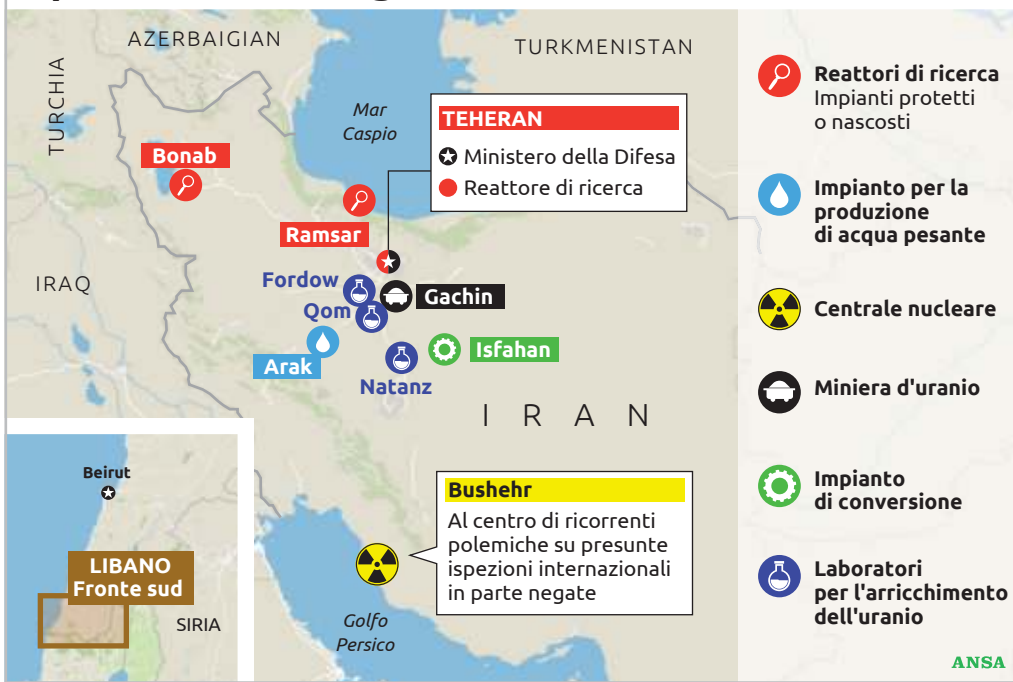 AZERBAIGIAN
TURKMENISTAN
TURCHIA
Mar
Caspio
TEHERAN
Ministero della Difesa
Reattore di ricerca
Bonab
Ramsar
IRAQ
Fordow
Gachin
Qom
Arak
Isfahan
Natanz
IRAN
Beirut
LIBANO
Fronte sud
SIRIA
Bushehr
Al centro di ricorrenti
polemiche su presunte
ispezioni internazionali
in parte negate
Golfo
Persico
Reattori di ricerca
Impianti protetti
o nascosti
Impianto per la
produzione
di acqua pesante
Centrale nucleare
Miniera d'uranio
Impianto
di conversione
Laboratori
per l'arricchimento
dell'uranio
ANSA